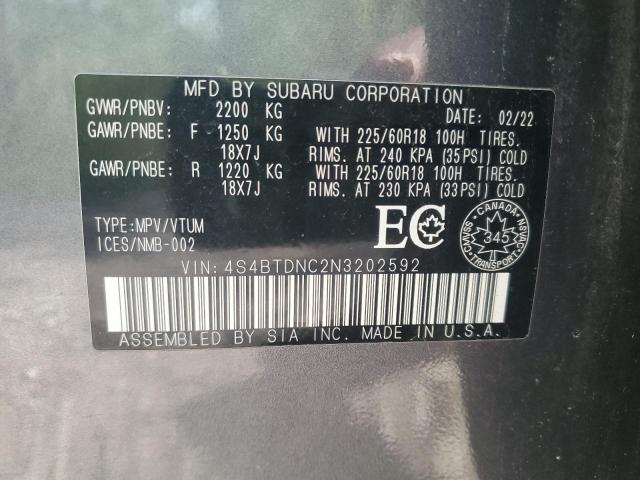 MFD BY SUBARU CORPORATION
GVWR/PNBV: 2200 KG DATE: 02/22
GAWR/PNBE: F 1250 KG WITH 225/60R18 100H TIRES.
18X7J RIMS. AT 240 KPA (35PSI) COLD
GAWR/PNBE: R 1220 KG WITH 225/60R18 100H TIRES.
18X7J RIMS. AT 230 KPA (33PSI) COLD
TYPE:MPV/VTUM
ICES/NMB-002
EC
CANADA
CMVSS 345 NSVAC
TRANSPORT
VIN: 4S4BTDNC2N3202592
ASSEMBLED BY SIA INC. MADE IN U.S.A.